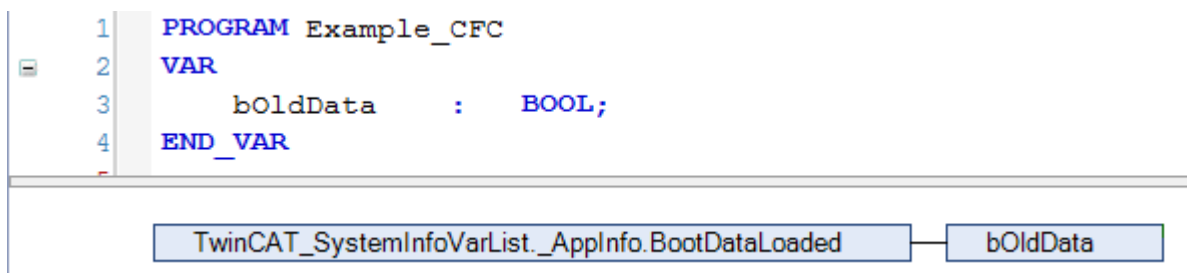 1 PROGRAM Example_CFC
2 VAR
3 bOldData : BOOL;
4 END_VAR
TwinCAT_SystemInfoVarList._AppInfo.BootDataLoaded bOldData